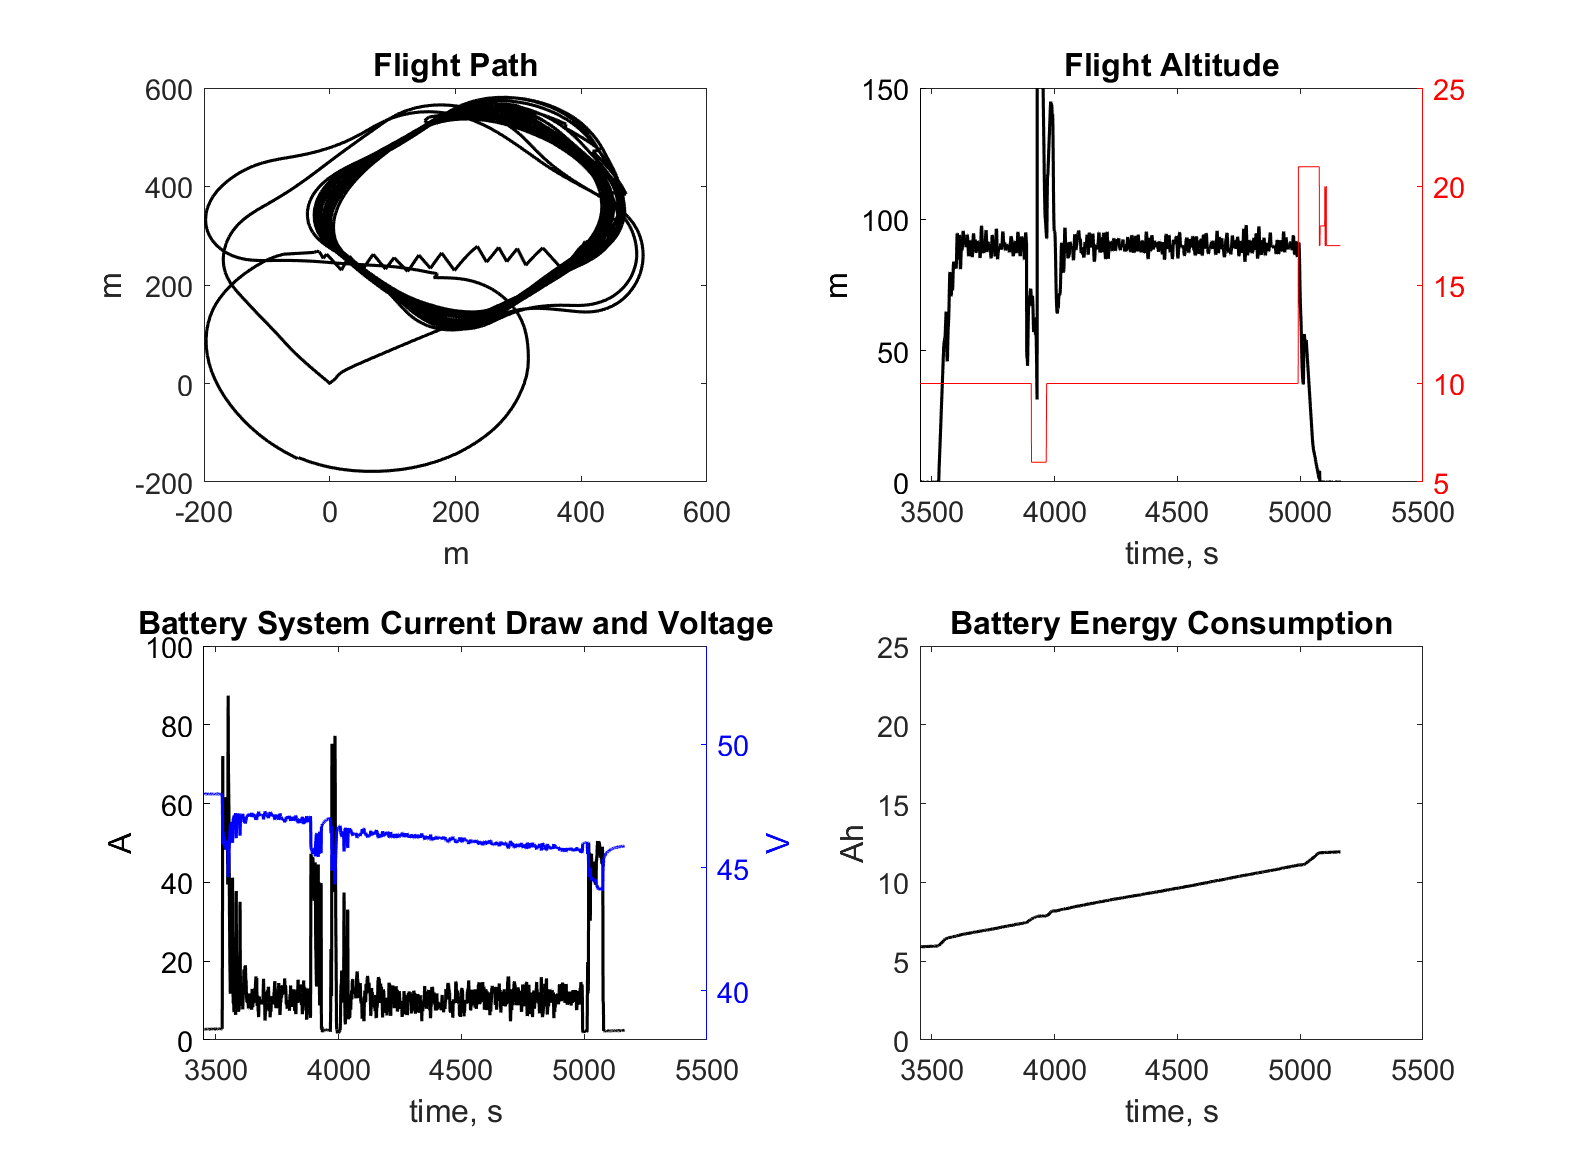 Flight Path
600
400
200
0
-200
-200 0 200 400 600
m
m
Flight Altitude
150
100
50
0
25
20
15
10
5
3500 4000 4500 5000 5500
m
time, s
Battery System Current Draw and Voltage
100
80
60
40
20
0
50
45
40
3500 4000 4500 5000 5500
A
V
time, s
Battery Energy Consumption
25
20
15
10
5
0
3500 4000 4500 5000 5500
Ah
time, s